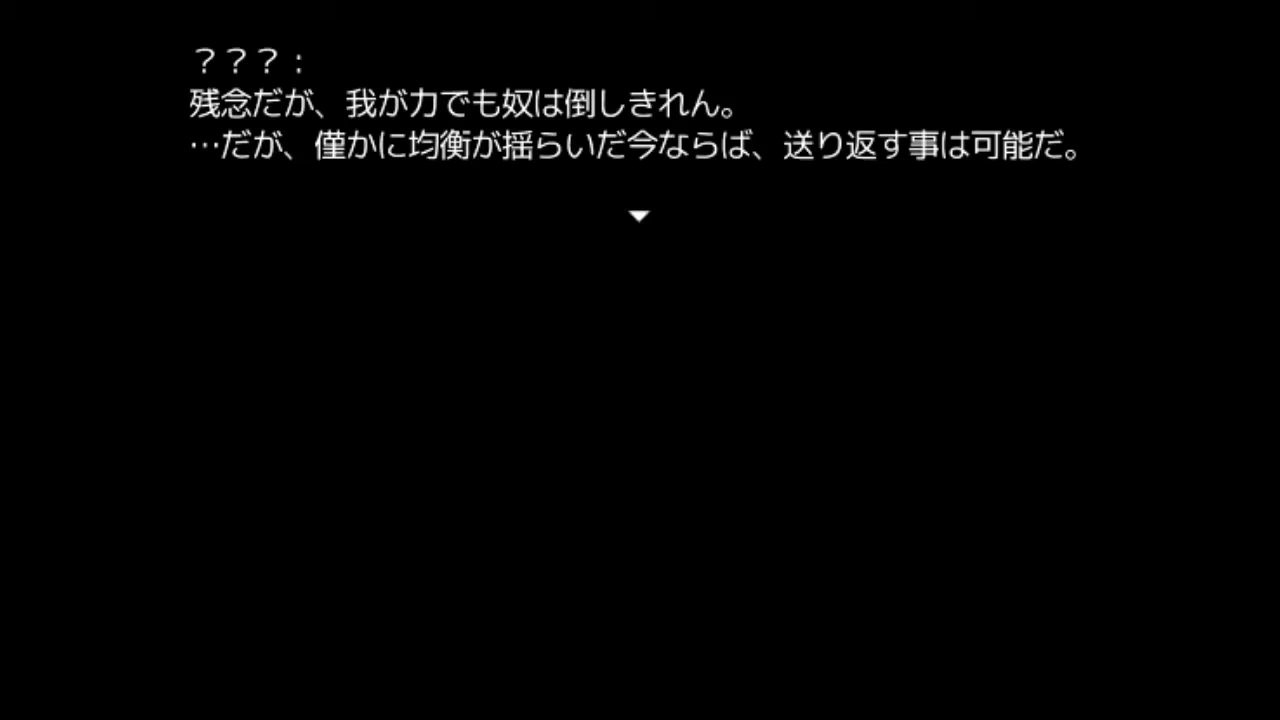 ？？？：
残念だが、我が力でも奴は倒しきれん。
…だが、僅かに均衡が揺らいだ今ならば、送り返す事は可能だ。